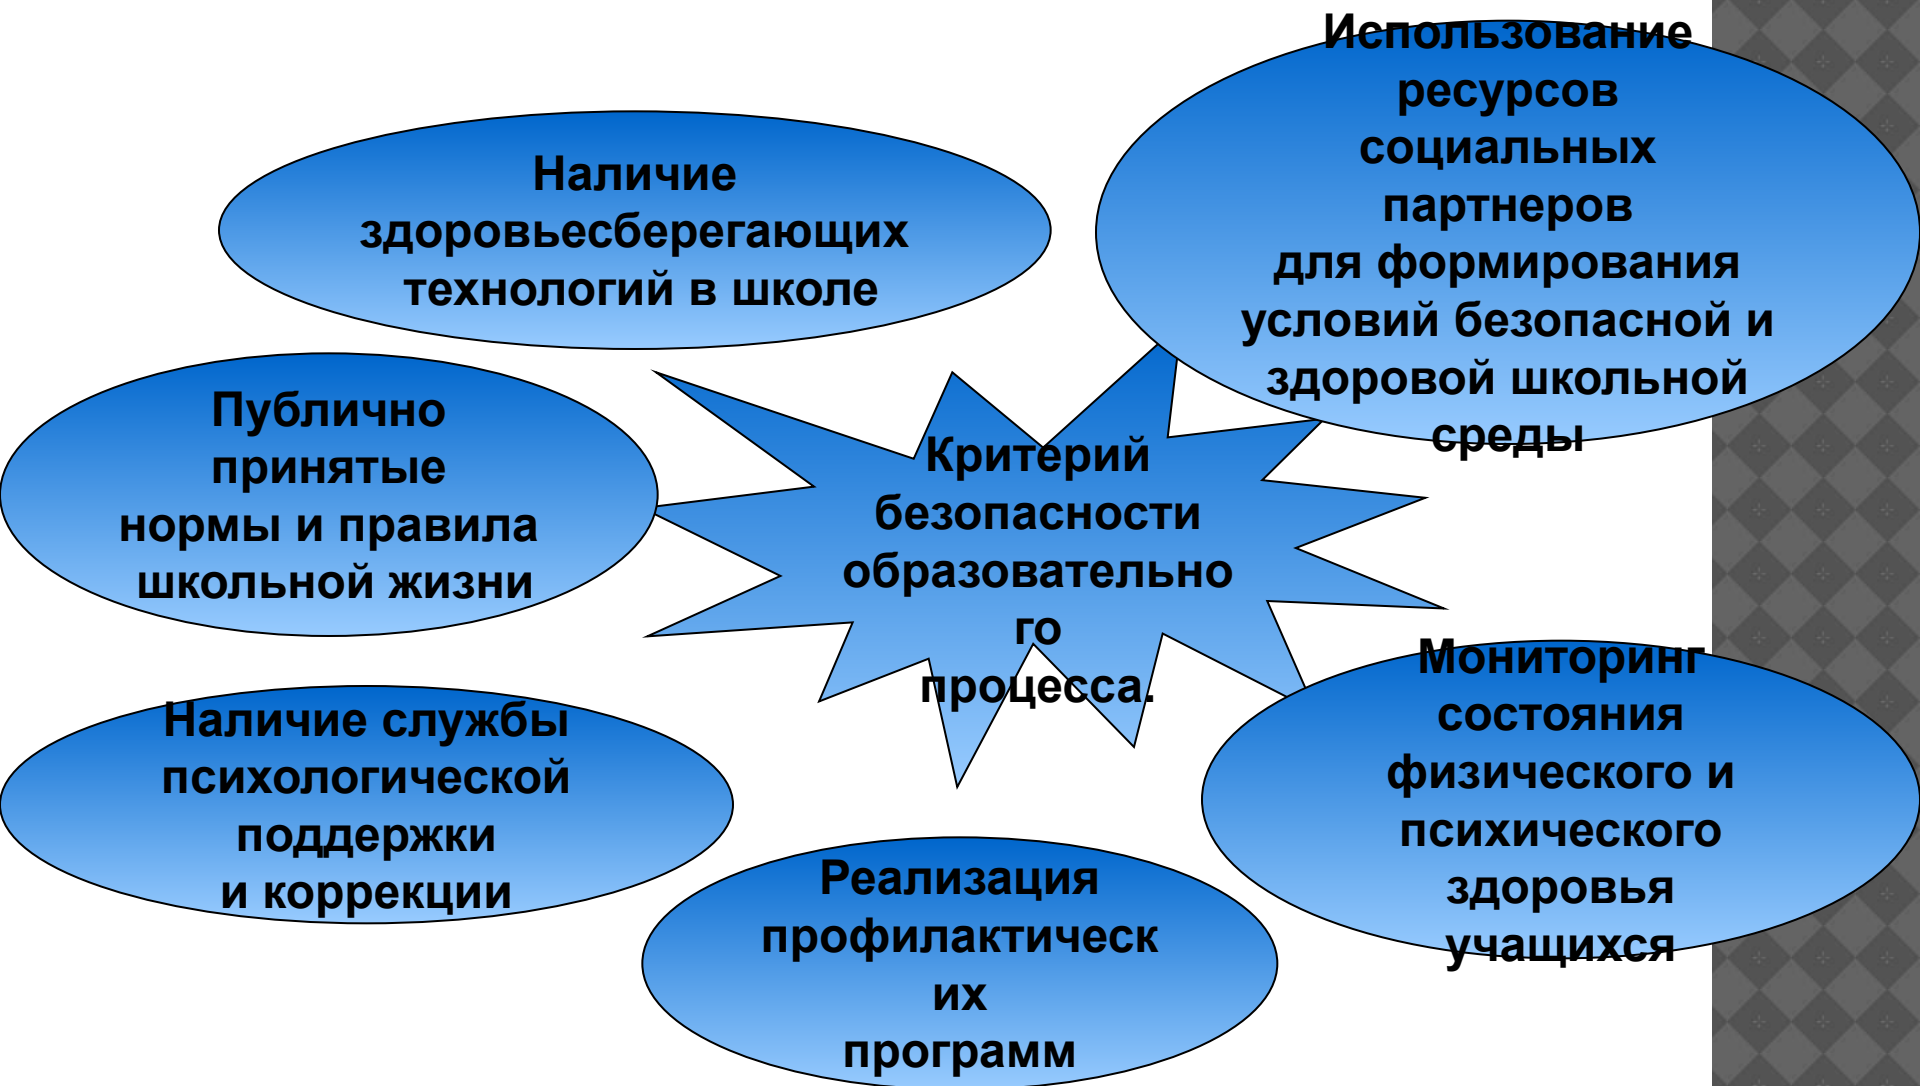 Использование
ресурсов
социальных
партнеров
для формирования
условий безопасной и
здоровой школьной
среды
Наличие
здоровьесберегающих
технологий в школе
Публично
принятые
нормы и правила
школьной жизни
Критерий
безопасности
образовательно
го
процесса.
Наличие службы
психологической
поддержки
и коррекции
Мониторинг
состояния
физического и
психического
здоровья
учащихся
Реализация
профилактическ
их
программ